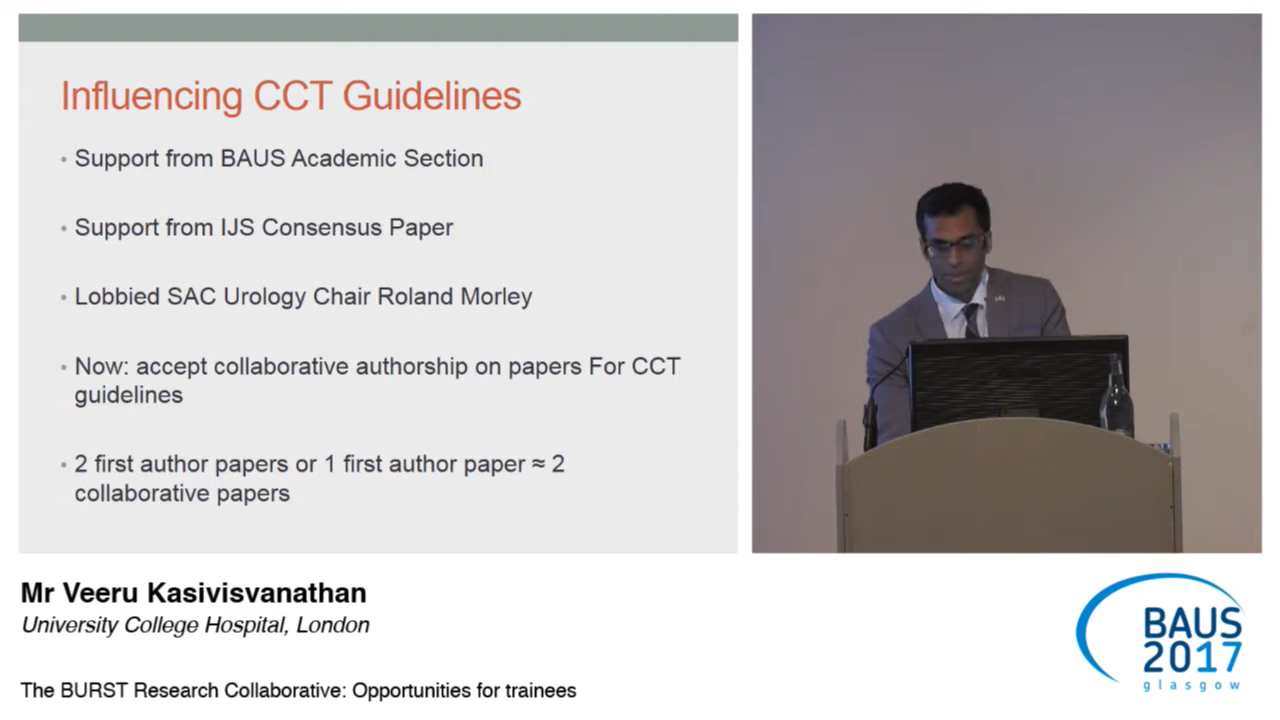 Influencing CCT Guidelines
• Support from BAUS Academic Section
• Support from IJS Consensus Paper
• Lobbied SAC Urology Chair Roland Morley
• Now: accept collaborative authorship on papers For CCT
guidelines
• 2 first author papers or 1 first author paper ≈ 2
collaborative papers
Mr Veeru Kasivisvanathan
University College Hospital, London
The BURST Research Collaborative: Opportunities for trainees
BAUS
2017
glasgow